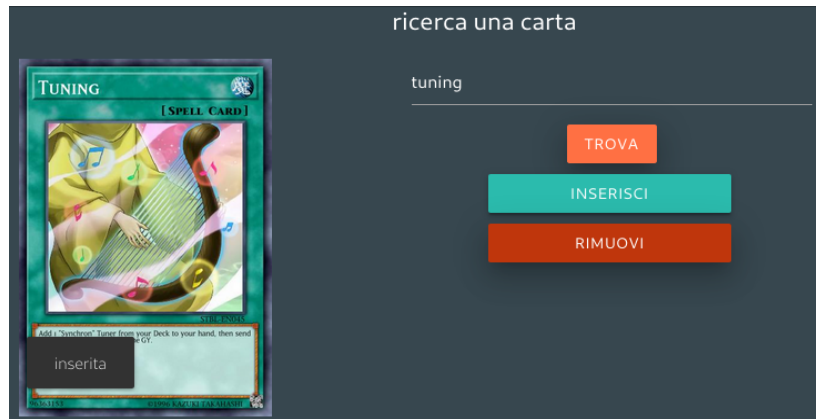 ricerca una carta
TUNING
[SPELL CARD]
Add 1 "Synchron" Tuner from your Deck to your hand, then send
GY.
inserita
©1996 KAZUKI TAKAHASHI
tuning
TROVA
INSERISCI
RIMUOVI